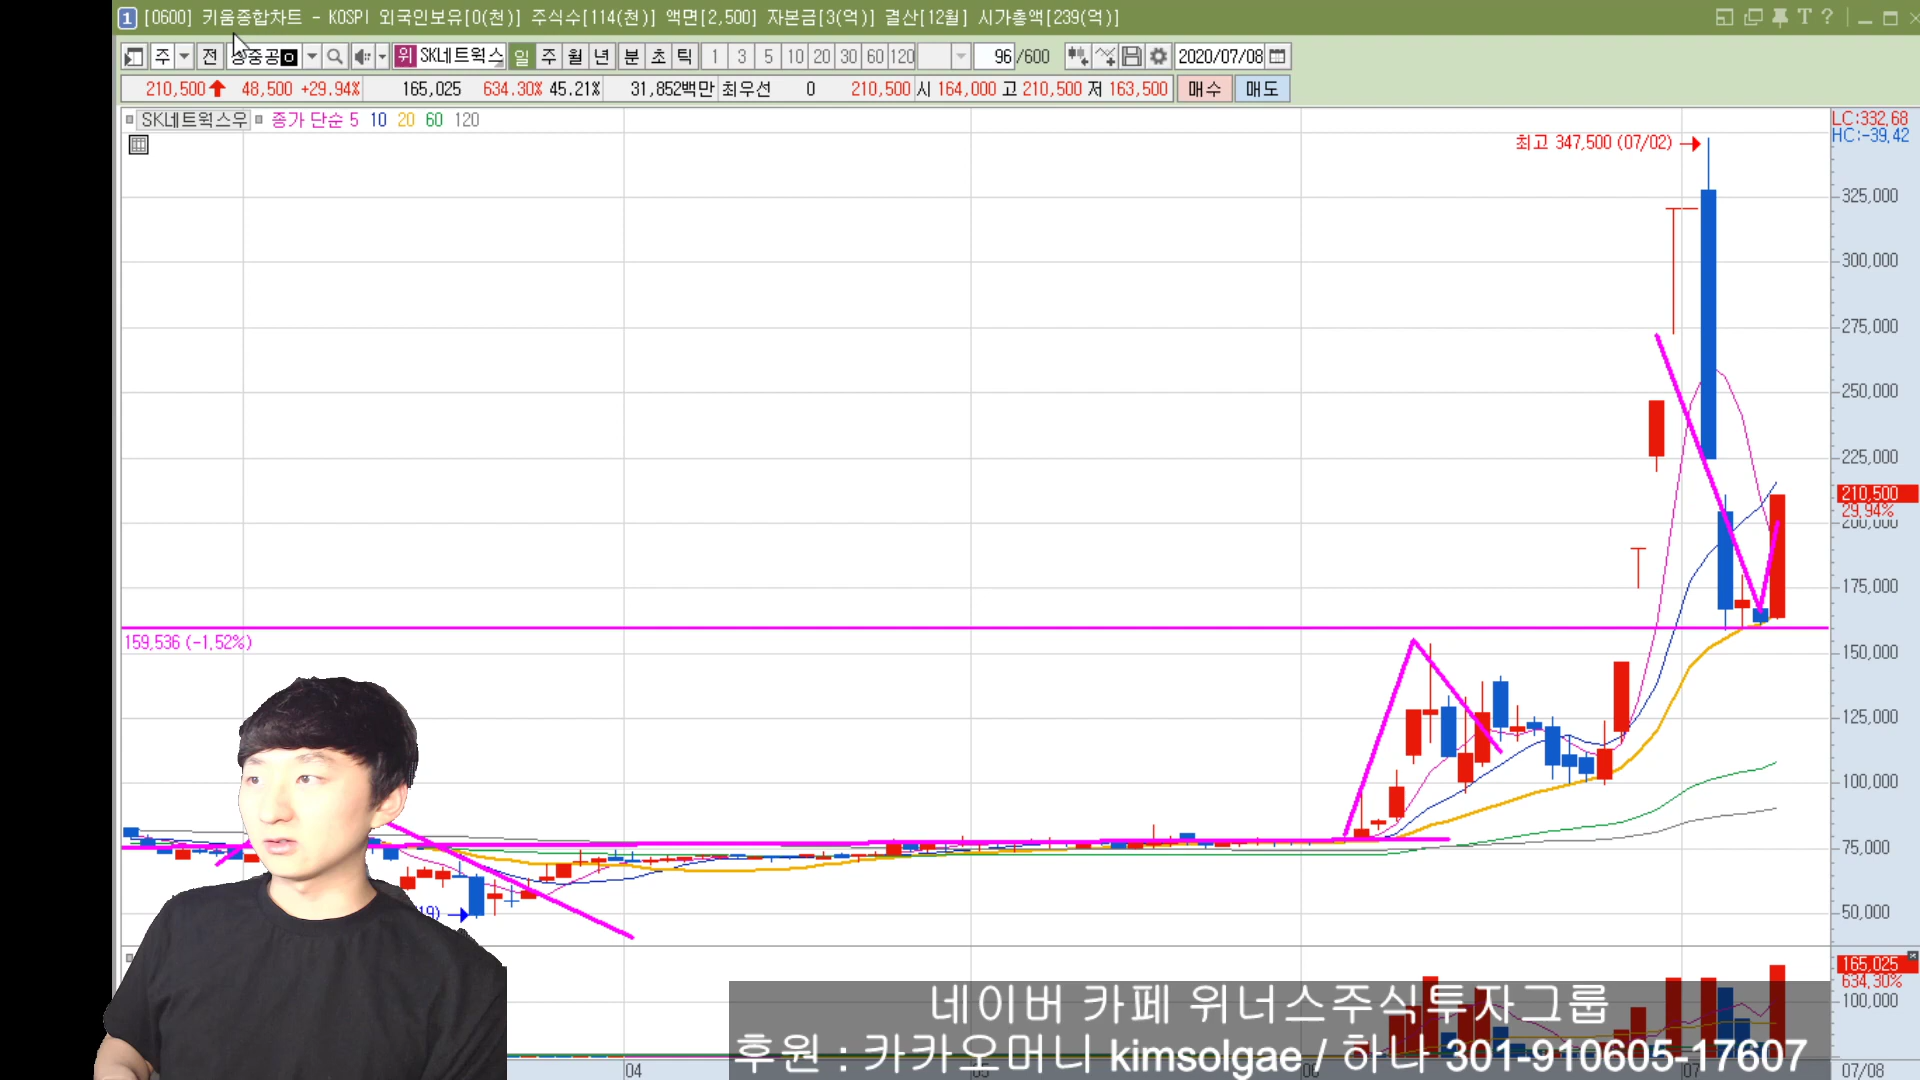 1 [0600] 키움종합차트 - KOSPI 외국인보유[0(천)] 주식수[114(천)] 액면[2,500] 자본금[3(억)] 결산[12월] 시가총액[239(억)] T ?
주 전 위 SK네트웍스 일 주 월 년 분 초 틱 1 3 5 10 20 30 60 120 96 /600 2020/07/08
210,500 48,500 +29.94% 165,025 634.30% 45.21% 31,852백만 최우선 0 210,500 시 164,000 고 210,500 저 163,500 매수 매도
SK네트웍스우 종가 단순 5 10 20 60 120
LC:332,68
HC:-39,42
최고 347,500 (07/02)
325,000
300,000
275,000
250,000
225,000
210,500
29.94%
200,000
175,000
159,536 (-1,52%)
150,000
125,000
100,000
75,000
50,000
19)
165,025
634,30%
100,000
네이버 카페 위너스주식투자그룹
후원 : 카카오머니 kimsolgae / 하나 301-910605-17607
04 05 06 07 07/08